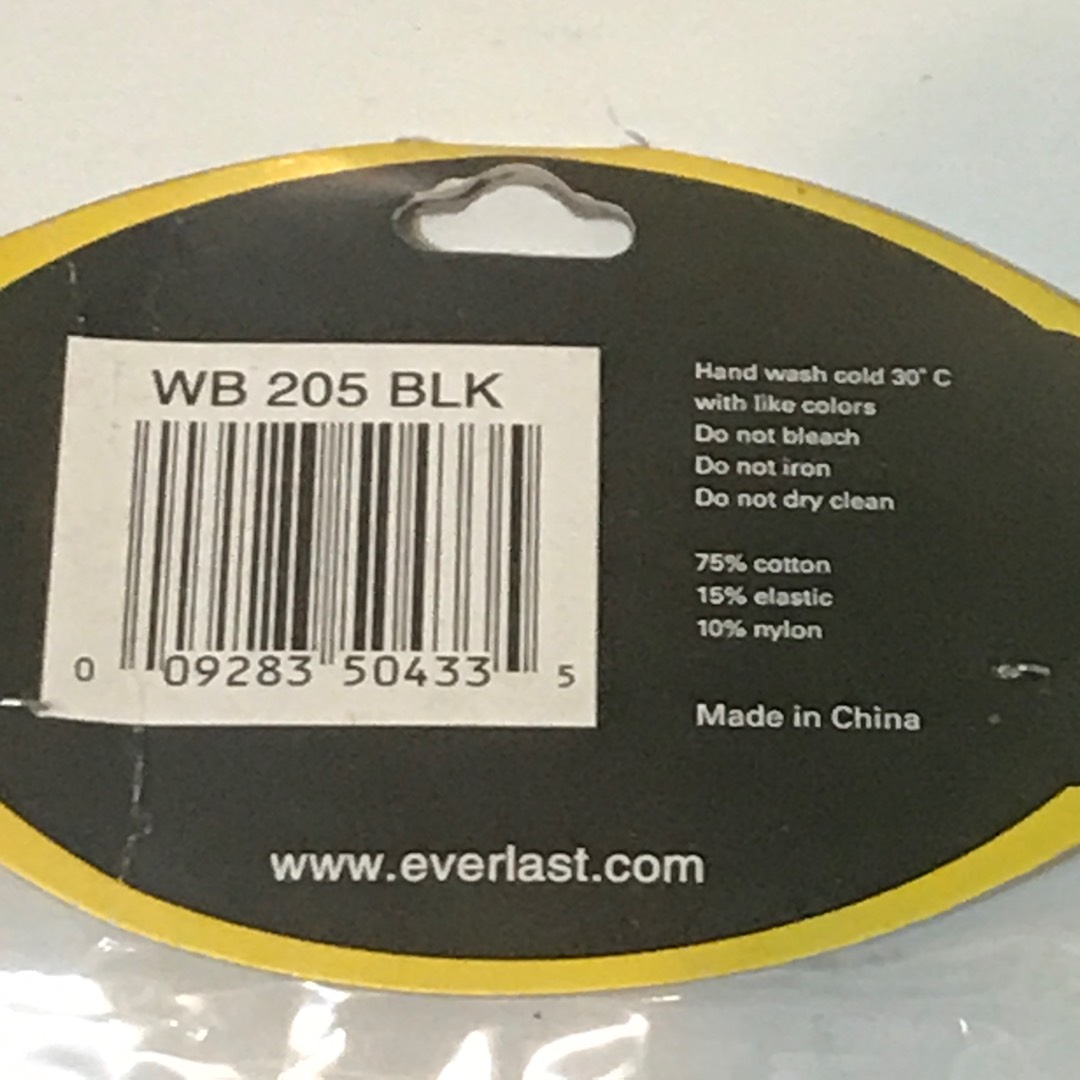 WB 205 BLK
0 09283 50433 5
Hand wash cold 30° C
with like colors
Do not bleach
Do not iron
Do not dry clean
75% cotton
15% elastic
10% nylon
Made in China
www.everlast.com